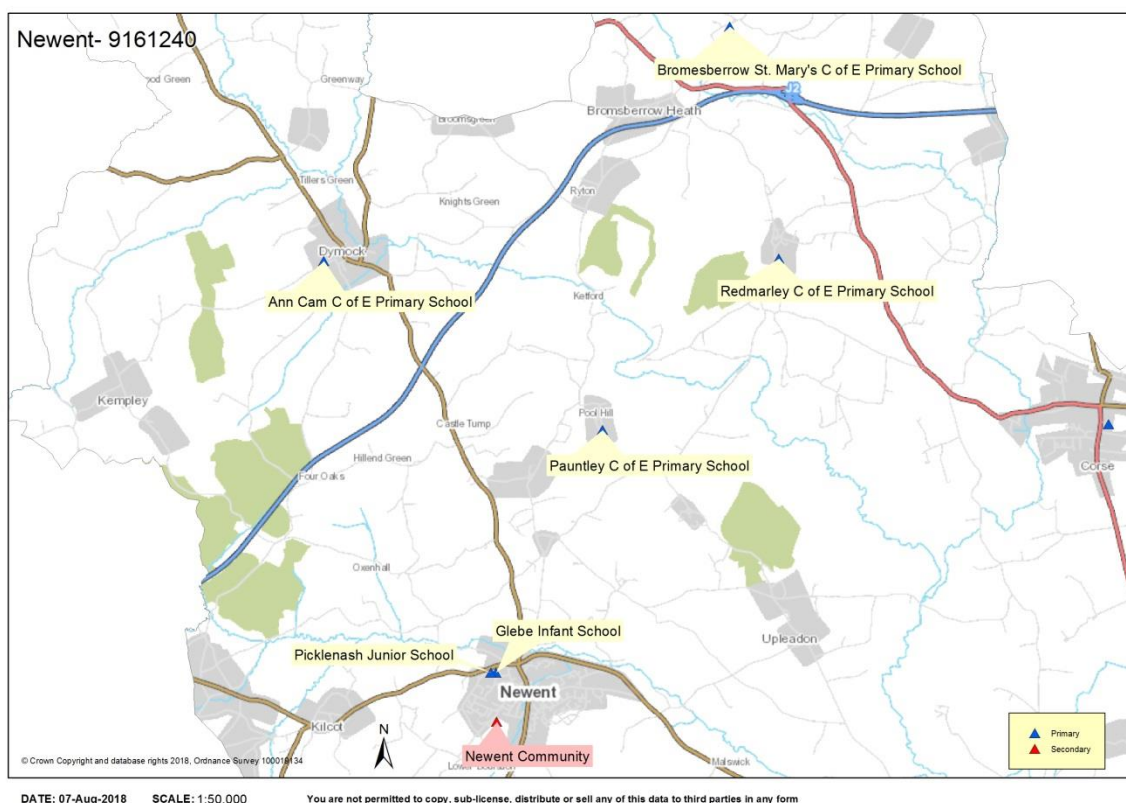 Newent- 9161240
Bromesberrow St. Mary's C of E Primary School
ood Green
Greenway
J2
Bromsberrow Heath
Broomsgreen
Tillers Green
Knights Green
Ryton
Dymock
Ann Cam C of E Primary School
Ketford
Redmarley C of E Primary School
Kempley
Castle Tump
Pool Hill
Pauntley C of E Primary School
Hillend Green
Four Oaks
Corse
Oxenhall
Glebe Infant School
Picklenash Junior School
Upleadon
Newent
Kilcot
N
Newent Community
Malswick
Primary
Secondary
© Crown Copyright and database rights 2018, Ordnance Survey 100019134
DATE: 07-Aug-2018 SCALE: 1:50,000 You are not permitted to copy, sub-license, distribute or sell any of this data to third parties in any form